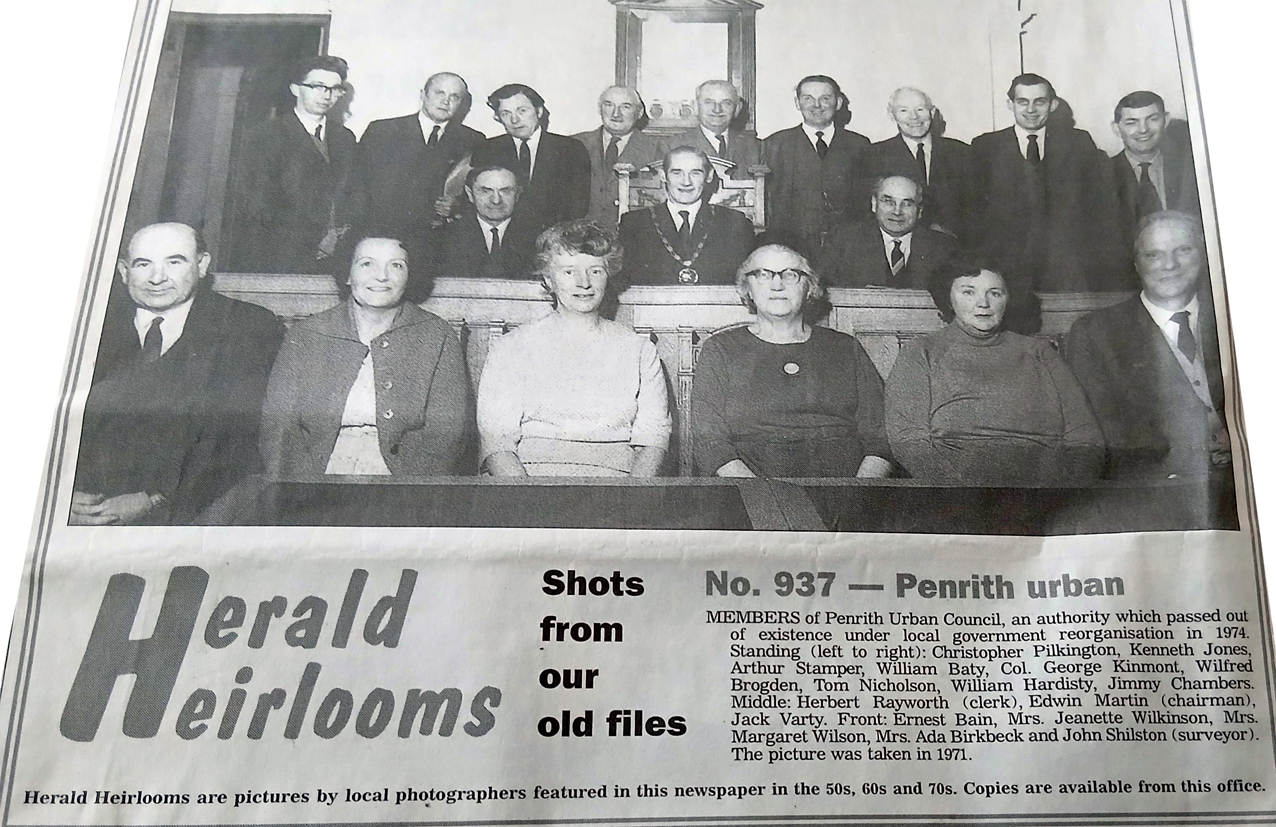 Herald
Heirlooms
Shots
from
our
old files
No. 937 — Penrith urban
MEMBERS of Penrith Urban Council, an authority which passed out
of existence under local government reorganisation in 1974.
Standing (left to right): Christopher Pilkington, Kenneth Jones,
Arthur Stamper, William Baty, Col. George Kinmont, Wilfred
Brogden, Tom Nicholson, William Hardisty, Jimmy Chambers.
Middle: Herbert Rayworth (clerk), Edwin Martin (chairman),
Jack Varty. Front: Ernest Bain, Mrs. Jeanette Wilkinson, Mrs.
Margaret Wilson, Mrs. Ada Birkbeck and John Shilston (surveyor).
The picture was taken in 1971.
Herald Heirlooms are pictures by local photographers featured in this newspaper in the 50s, 60s and 70s. Copies are available from this office.